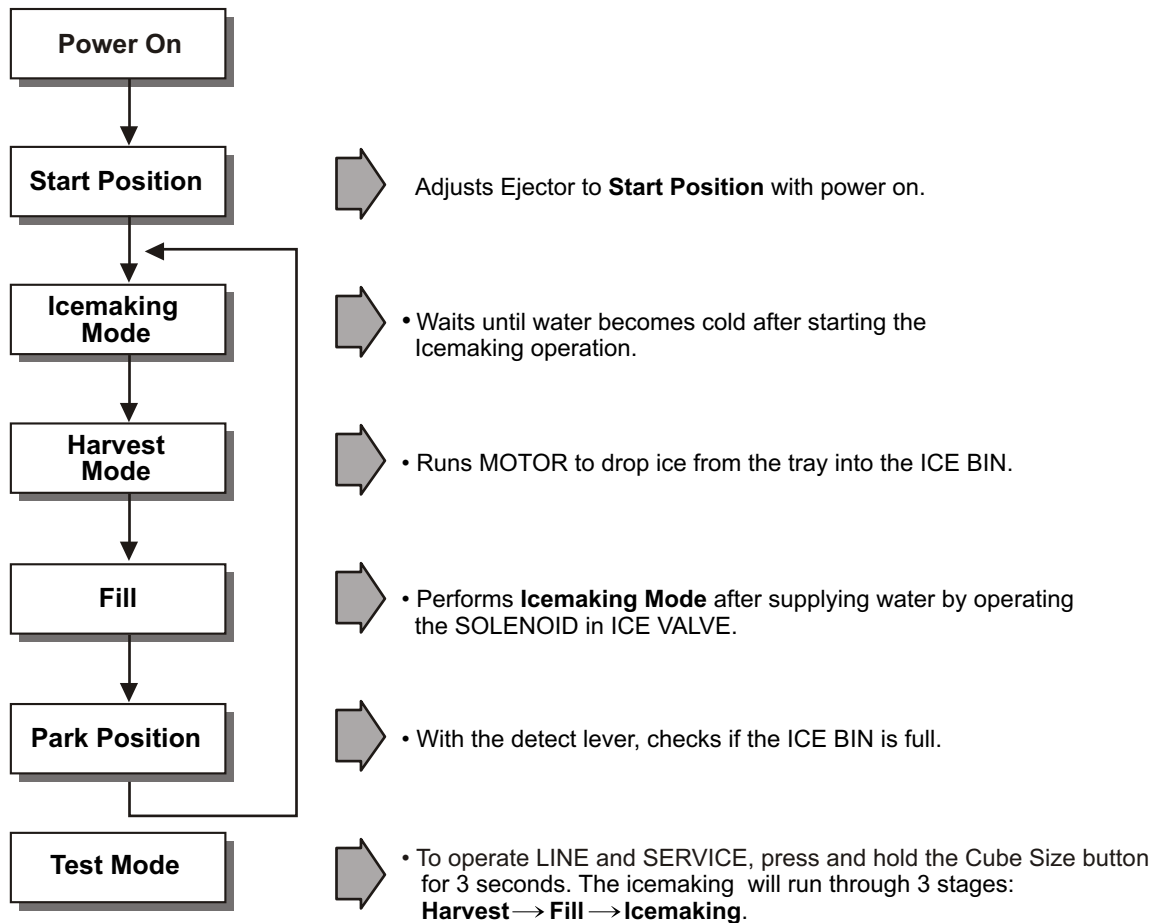 Power On
Start Position
Adjusts Ejector to Start Position with power on.
Icemaking
Mode
• Waits until water becomes cold after starting the
Icemaking operation.
Harvest
Mode
• Runs MOTOR to drop ice from the tray into the ICE BIN.
Fill
• Performs Icemaking Mode after supplying water by operating
the SOLENOID in ICE VALVE.
Park Position
• With the detect lever, checks if the ICE BIN is full.
Test Mode
• To operate LINE and SERVICE, press and hold the Cube Size button
for 3 seconds. The icemaking will run through 3 stages:
Harvest→Fill→Icemaking.